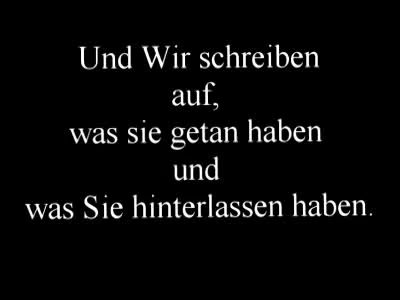 Und Wir schreiben
auf,
was sie getan haben
und
was Sie hinterlassen haben.